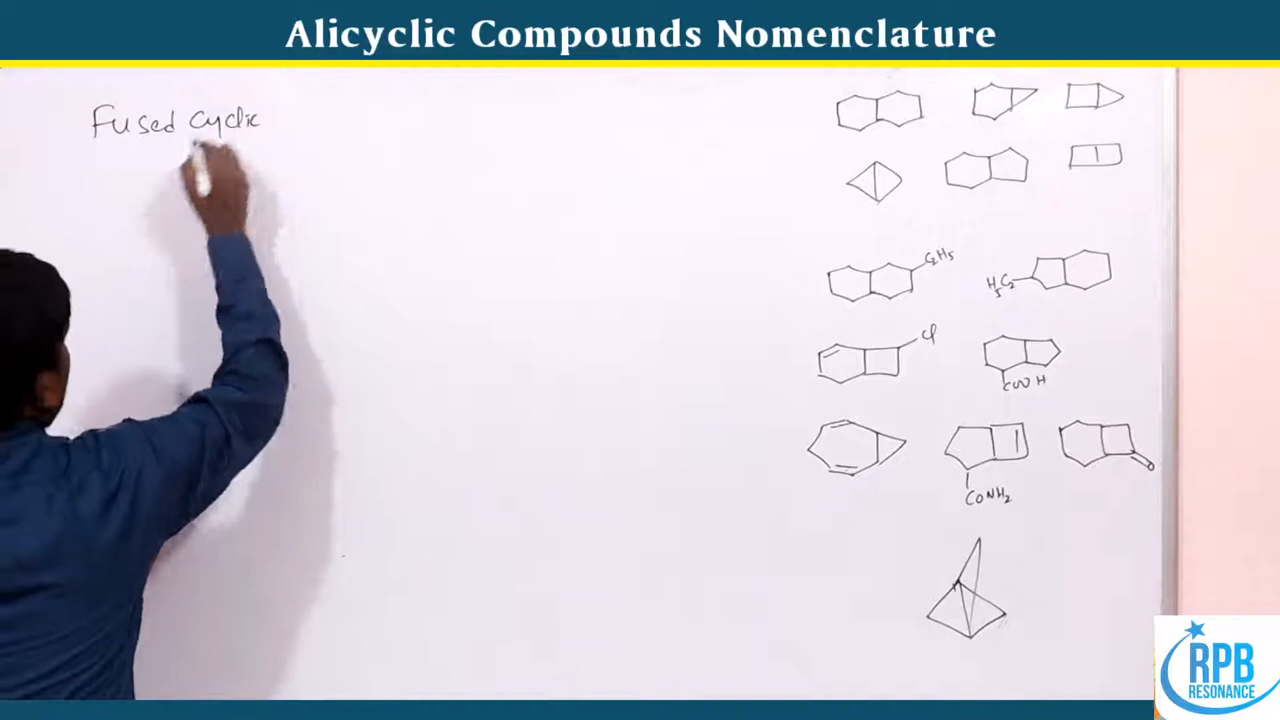 Alicyclic Compounds Nomenclature
Fused cyclic
C₂H₅
H₅C₂
Cl
COOH
CONH₂
O
RPB
RESONANCE